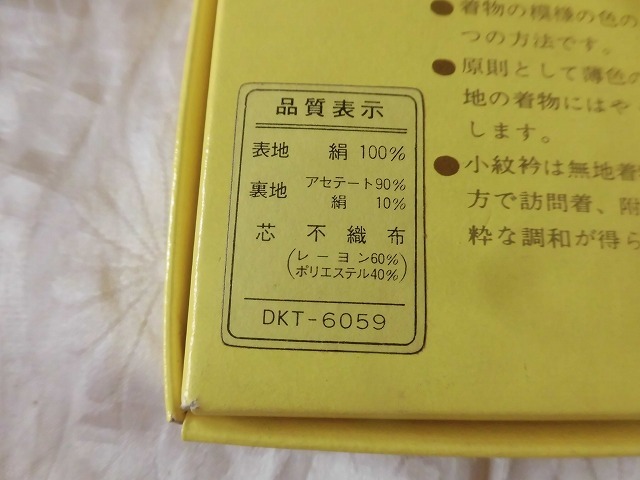 品質表示
表地 絹 100%
裏地 アセテート90%
絹 10%
芯 不織布
(レーヨン60%
ポリエステル40%)
DKT-6059
●着物の模様の色の
つの方法です。
●原則として薄色の
地の着物にはや
します。
●小紋衿は無地着
方で訪問着、附
粋な調和が得ら